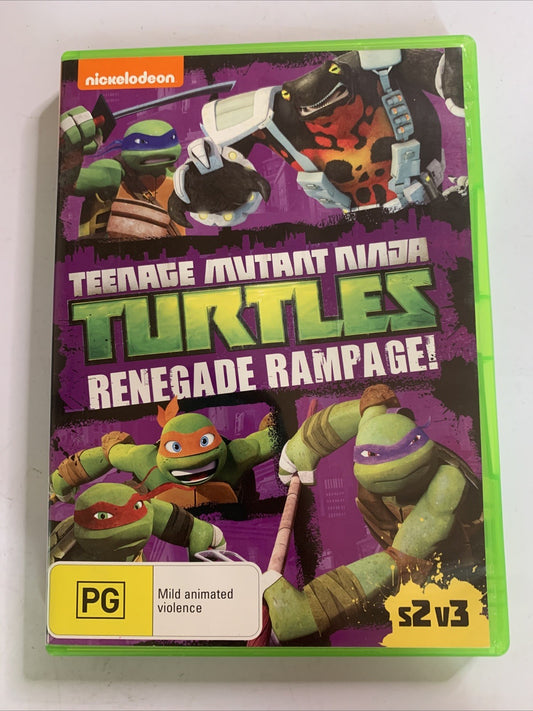 nickelodeon
TEENAGE MUTANT NINJA
TURTLES
RENEGADE RAMPAGE!
PG
Mild animated
violence
s2 v3